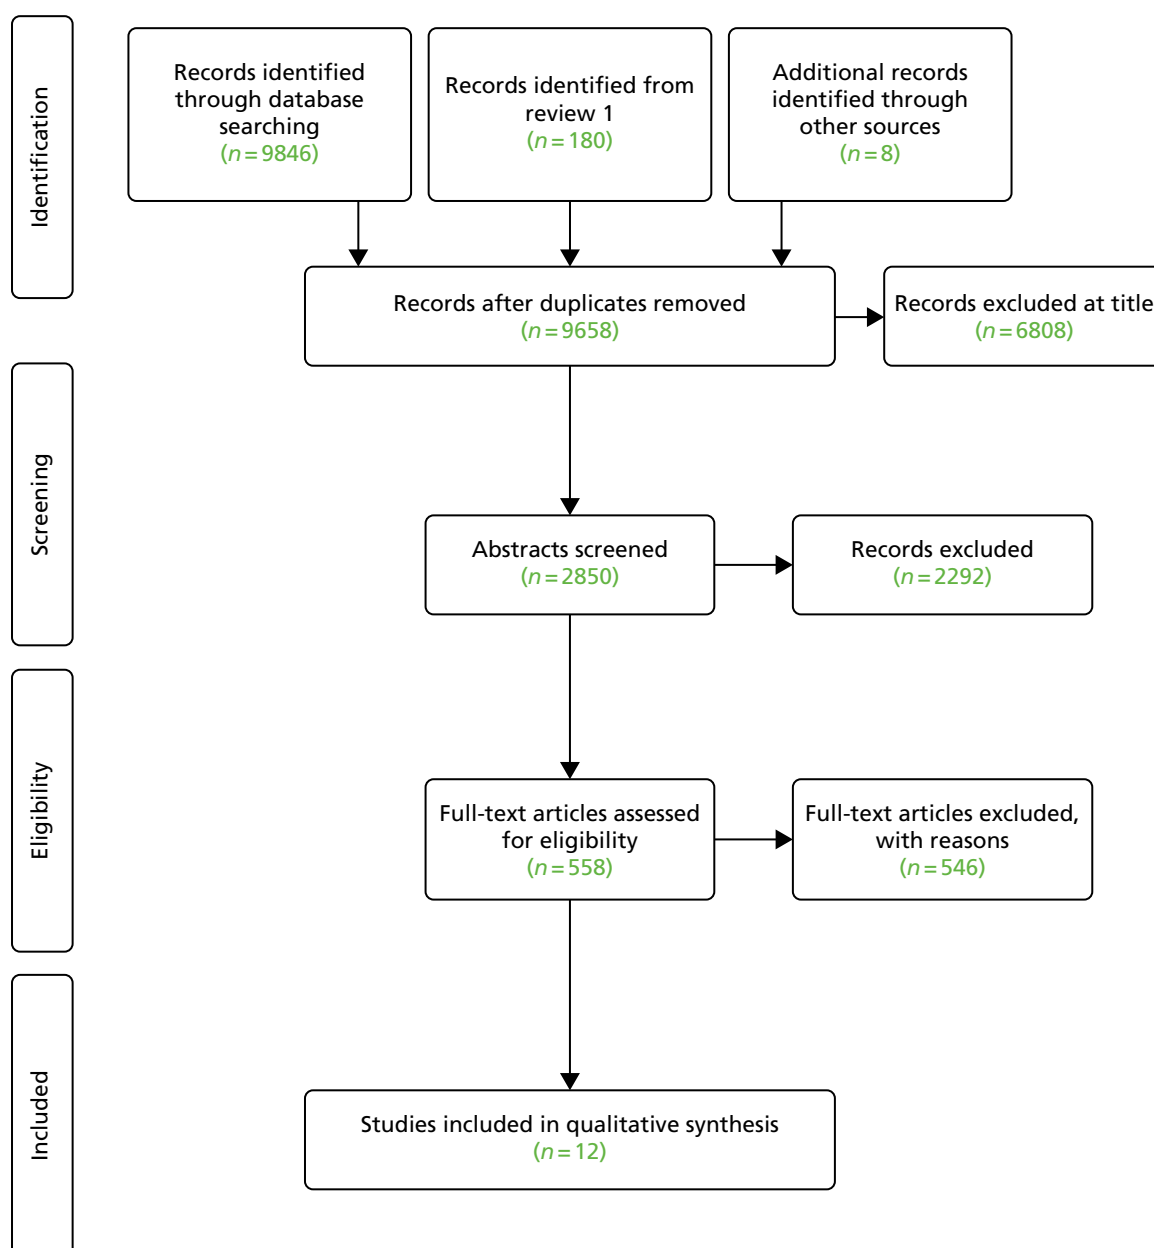 Identification
Records identified
through database
searching
(n=9846)
Records identified from
review 1
(n=180)
Additional records
identified through
other sources
(n=8)
Records after duplicates removed
(n=9658)
Records excluded at title
(n=6808)
Screening
Abstracts screened
(n=2850)
Records excluded
(n=2292)
Eligibility
Full-text articles assessed
for eligibility
(n=558)
Full-text articles excluded,
with reasons
(n=546)
Included
Studies included in qualitative synthesis
(n=12)